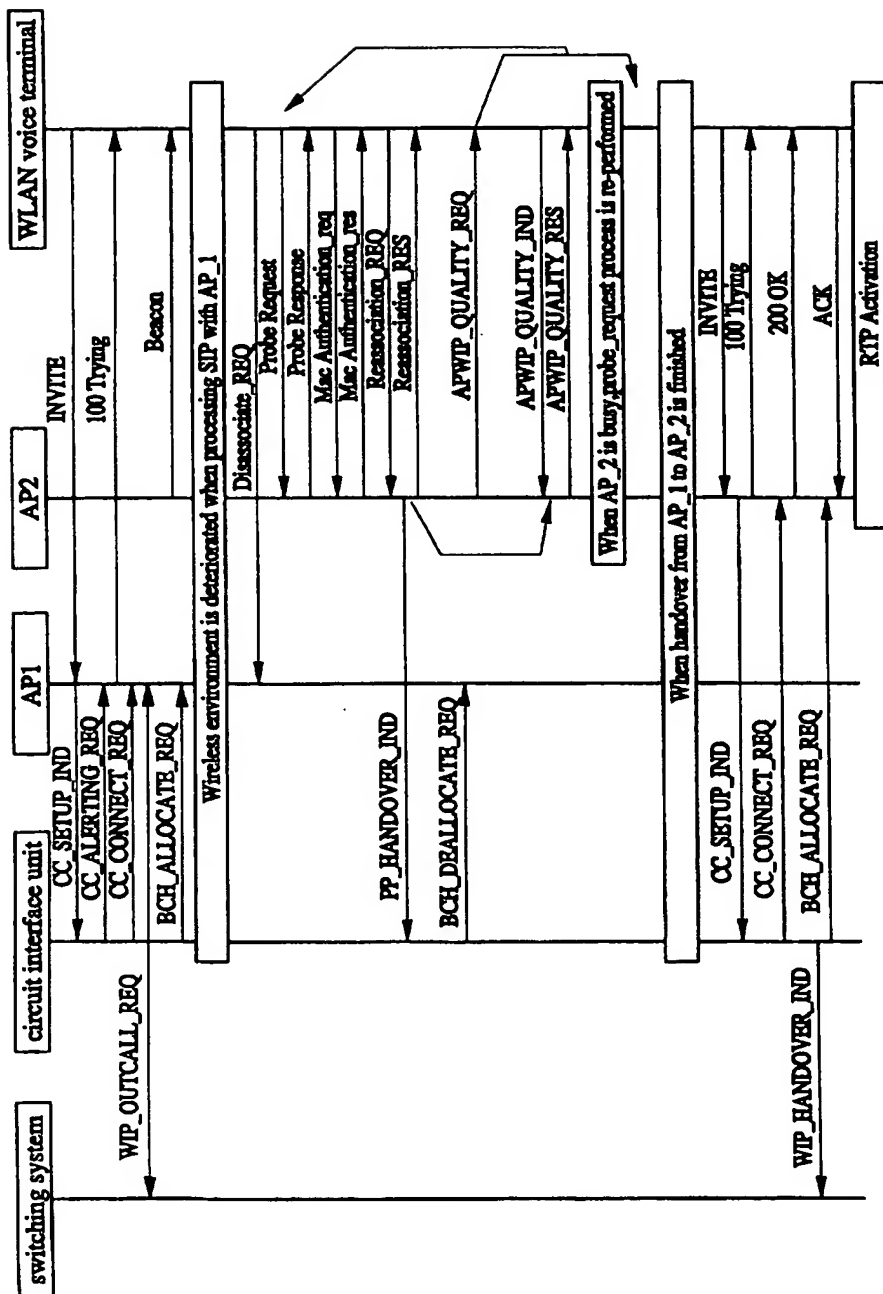 switching system
circuit interface unit
AP1
AP2
WLAN voice terminal
INVITE
CC_SETUP_IND
100 Trying
CC_ALERTING_REQ
CC_CONNECT_REQ
WIP_OUTCALL_REQ
Beacon
BCH_ALLOCATE_REQ
Wireless environment is deteriorated when processing SIP with AP_1
Disassociate_REQ
Probe Request
Probe Response
Mac Authentication_req
Mac Authentication_res
Reassociation_REQ
Reassociation_RES
PP_HANDOVER_IND
BCH_DEALLOCATE_REQ
APWIP_QUALITY_REQ
APWIP_QUALITY_IND
APWIP_QUALITY_RES
When AP_2 is busy,probe_request process is re-performed
When handover from AP_1 to AP_2 is finished
INVITE
CC_SETUP_IND
100 Trying
CC_CONNECT_REQ
200 OK
WIP_HANDOVER_IND
BCH_ALLOCATE_REQ
ACK
RTP Activation